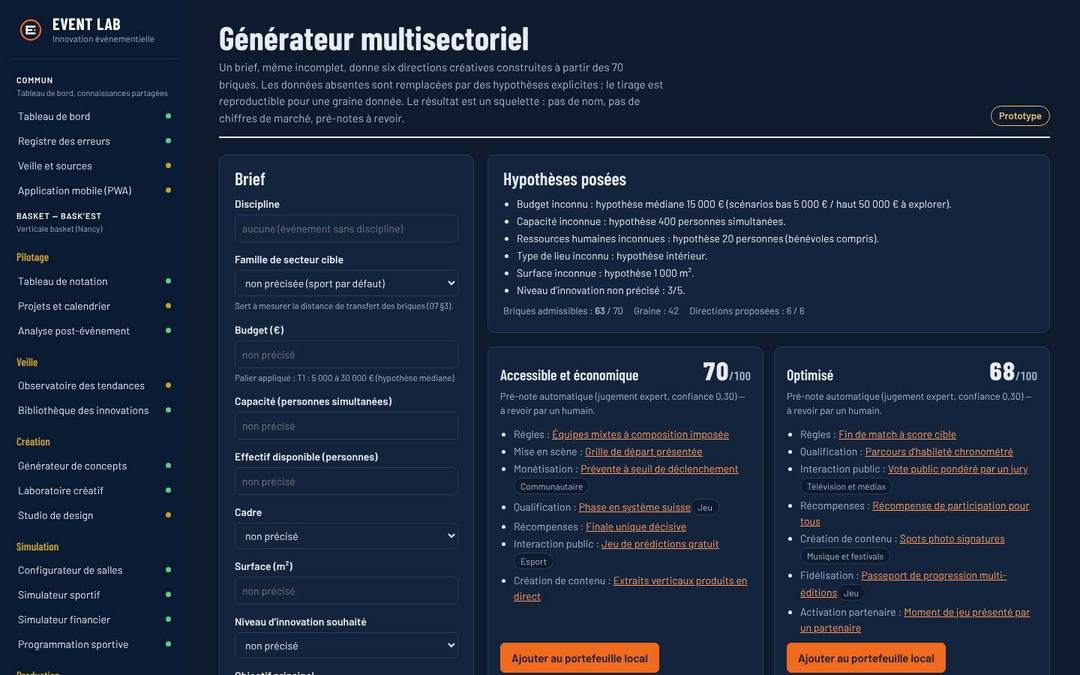 EVENT LAB
Innovation événementielle
COMMUN
Tableau de bord, connaissances partagées
Tableau de bord
Registre des erreurs
Veille et sources
Application mobile (PWA)
BASKET — BASK'EST
Verticale basket (Nancy)
Pilotage
Tableau de notation
Projets et calendrier
Analyse post-événement
Veille
Observatoire des tendances
Bibliothèque des innovations
Création
Générateur de concepts
Laboratoire créatif
Studio de design
Simulation
Configurateur de salles
Simulateur sportif
Simulateur financier
Programmation sportive
Générateur multisectoriel
Un brief, même incomplet, donne six directions créatives construites à partir des 70
briques. Les données absentes sont remplacées par des hypothèses explicites ; le tirage est
reproductible pour une graine donnée. Le résultat est un squelette : pas de nom, pas de
chiffres de marché, pré-notes à revoir.
Prototype
Brief
Discipline
aucune (événement sans discipline)
Famille de secteur cible
non précisée (sport par défaut)
Sert à mesurer la distance de transfert des briques (07 §3).
Budget (€)
non précisé
Palier appliqué : T1 : 5 000 à 30 000 € (hypothèse médiane)
Capacité (personnes simultanées)
non précisé
Effectif disponible (personnes)
non précisé
Cadre
non précisé
Surface (m²)
non précisé
Niveau d'innovation souhaité
non précisé
Objectif principal
Hypothèses posées
• Budget inconnu : hypothèse médiane 15 000 € (scénarios bas 5 000 € / haut 50 000 € à explorer).
• Capacité inconnue : hypothèse 400 personnes simultanées.
• Ressources humaines inconnues : hypothèse 20 personnes (bénévoles compris).
• Type de lieu inconnu : hypothèse intérieur.
• Surface inconnue : hypothèse 1 000 m².
• Niveau d'innovation non précisé : 3/5.
Briques admissibles : 63 / 70 Graine : 42 Directions proposées : 6 / 6
Accessible et économique 70/100
Pré-note automatique (jugement expert, confiance 0,30) —
à revoir par un humain.
• Règles : Équipes mixtes à composition imposée
• Mise en scène : Grille de départ présentée
• Monétisation : Prévente à seuil de déclenchement
Communautaire
• Qualification : Phase en système suisse Jeu
• Récompenses : Finale unique décisive
• Interaction public : Jeu de prédictions gratuit
Esport
• Création de contenu : Extraits verticaux produits en
direct
Ajouter au portefeuille local
Optimisé 68/100
Pré-note automatique (jugement expert, confiance 0,30) —
à revoir par un humain.
• Règles : Fin de match à score cible
• Qualification : Parcours d'habileté chronométré
• Interaction public : Vote public pondéré par un jury
Télévision et médias
• Récompenses : Récompense de participation pour
tous
• Création de contenu : Spots photo signatures
Musique et festivals
• Fidélisation : Passeport de progression multi-
éditions Jeu
• Activation partenaire : Moment de jeu présenté par
un partenaire
Ajouter au portefeuille local